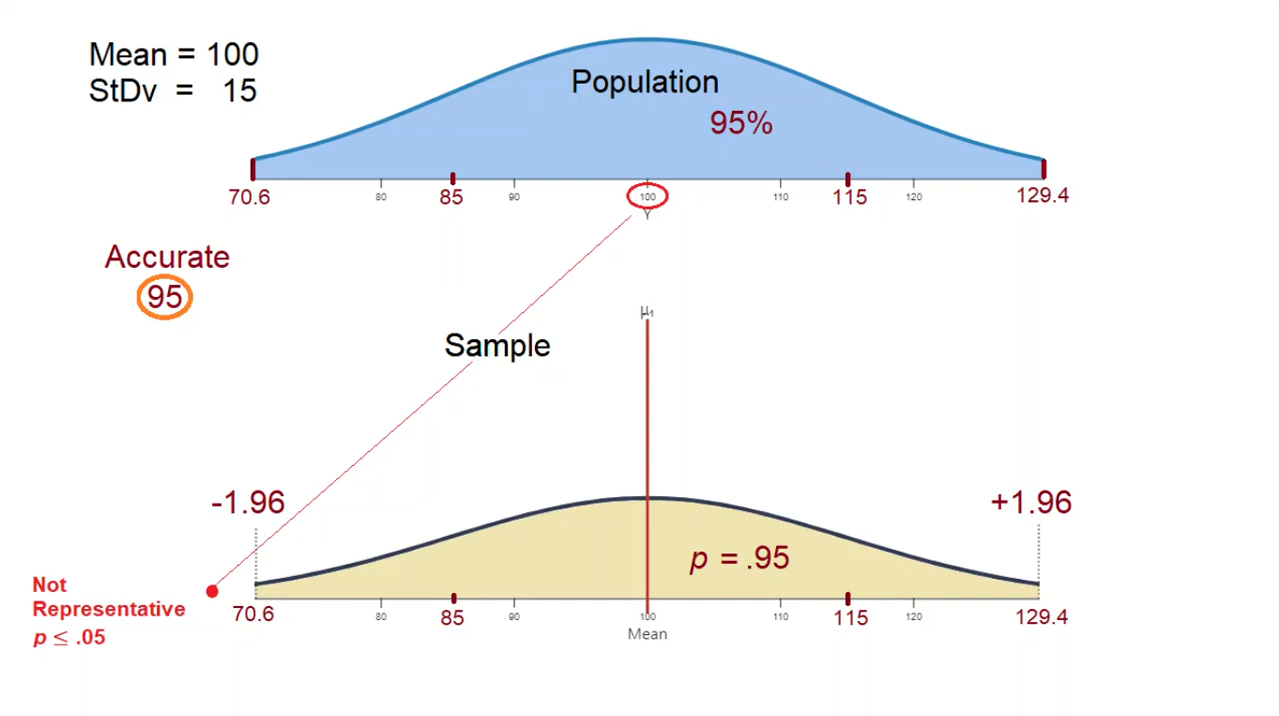 Mean = 100
StDv = 15
Population
95%
70.6 80 85 90 100 110 115 120 129.4
Y
Accurate
95
μ1
Sample
-1.96 +1.96
p = .95
Not
Representative
p ≤ .05
70.6 80 85 90 100 110 115 120 129.4
Mean